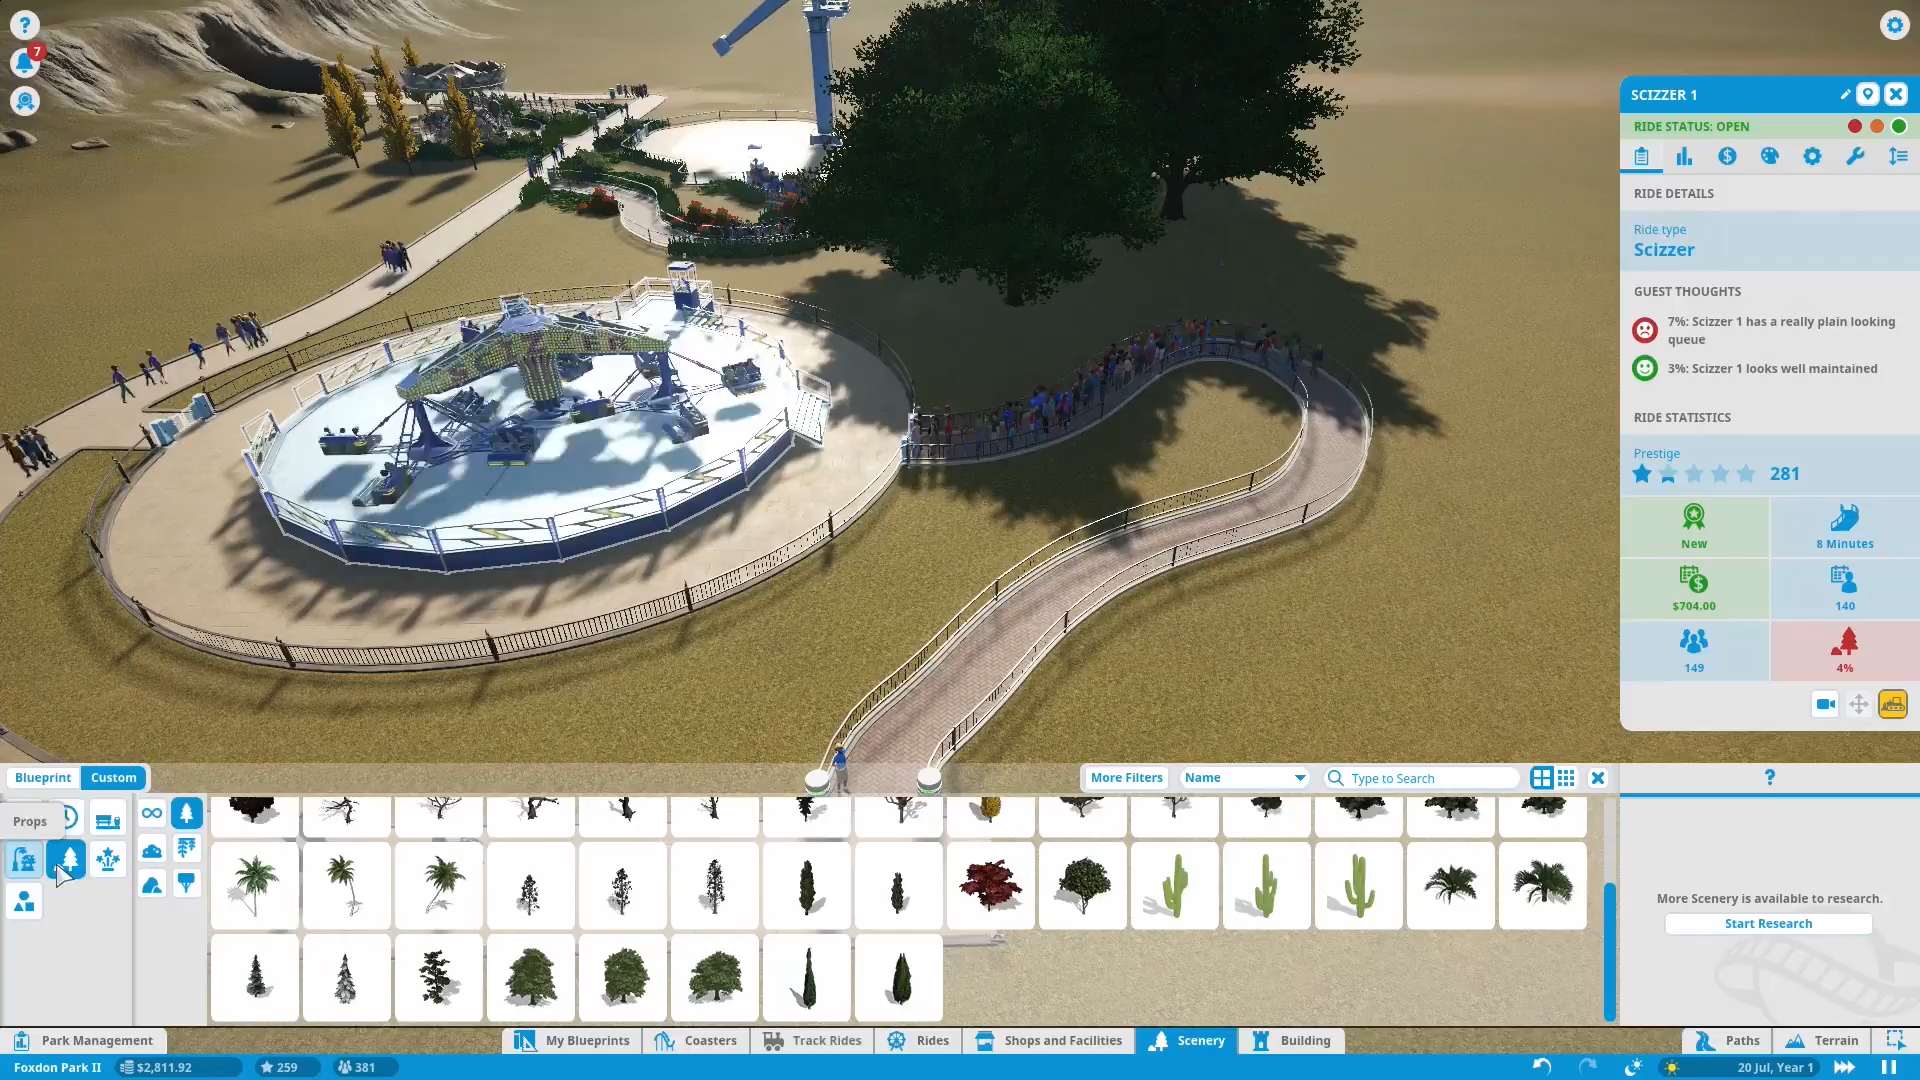 ?
7
SCIZZER 1
RIDE STATUS: OPEN
$
RIDE DETAILS
Ride type
Scizzer
GUEST THOUGHTS
7%: Scizzer 1 has a really plain looking
queue
3%: Scizzer 1 looks well maintained
RIDE STATISTICS
Prestige
281
New
8 Minutes
$704.00
140
149
4%
Blueprint
Custom
More Filters
Name
Type to Search
?
Props
More Scenery is available to research.
Start Research
Park Management
My Blueprints
Coasters
Track Rides
Rides
Shops and Facilities
Scenery
Building
Paths
Terrain
Foxdon Park II
$2,811.92
259
381
20 Jul, Year 1